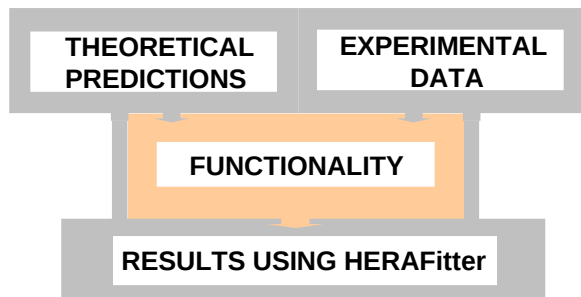 THEORETICAL
PREDICTIONS
EXPERIMENTAL
DATA
FUNCTIONALITY
RESULTS USING HERAFitter